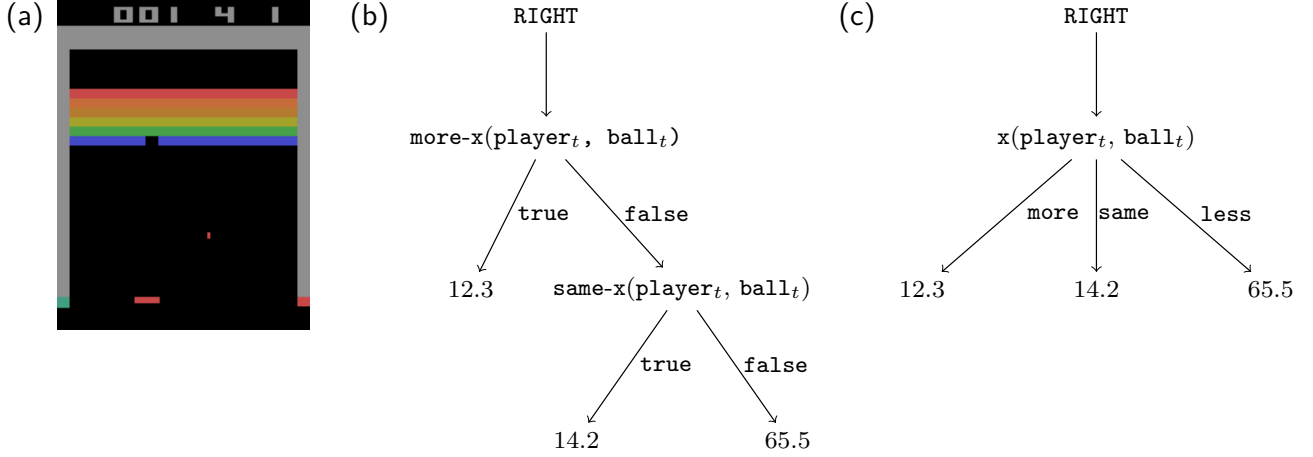 (a)
001 4 1
(b)
RIGHT
more-x(player_t, ball_t)
true
false
12.3
same-x(player_t, ball_t)
true
false
14.2
65.5
(c)
RIGHT
x(player_t, ball_t)
more
same
less
12.3
14.2
65.5